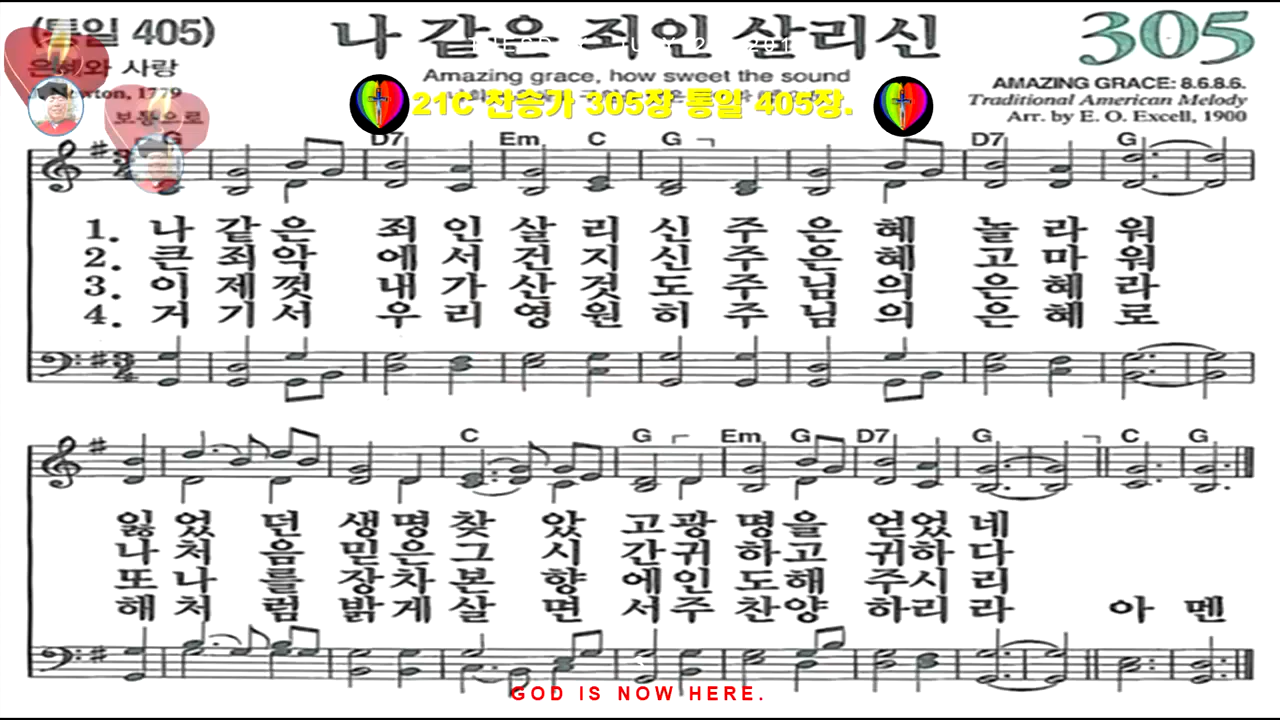 (통일 405)
나 같은 죄인 살리신
305
은혜와 사랑
Amazing grace, how sweet the sound
AMAZING GRACE: 8.6.8.6.
Newton, 1779
21C 찬송가 305장 통일 405장.
Traditional American Melody
보통으로
Arr. by E. O. Excell, 1900
G D7 Em C G D7 G
1. 나 같은 죄인 살리신 주 은혜 놀라워
2. 큰 죄악에서 건지신 주 은혜 고마워
3. 이제껏 내가 산 것도 주님의 은혜라
4. 거기서 우리 영원히 주님의 은혜로
C G Em G D7 G C G
잃었던 생명 찾았고 광명을 얻었네
나 처음 믿은 그 시간 귀하고 귀하다
또 나를 장차 본향에 인도해 주시리
해처럼 밝게 살면서 주 찬양하리라 아멘
GOD IS NOW HERE.